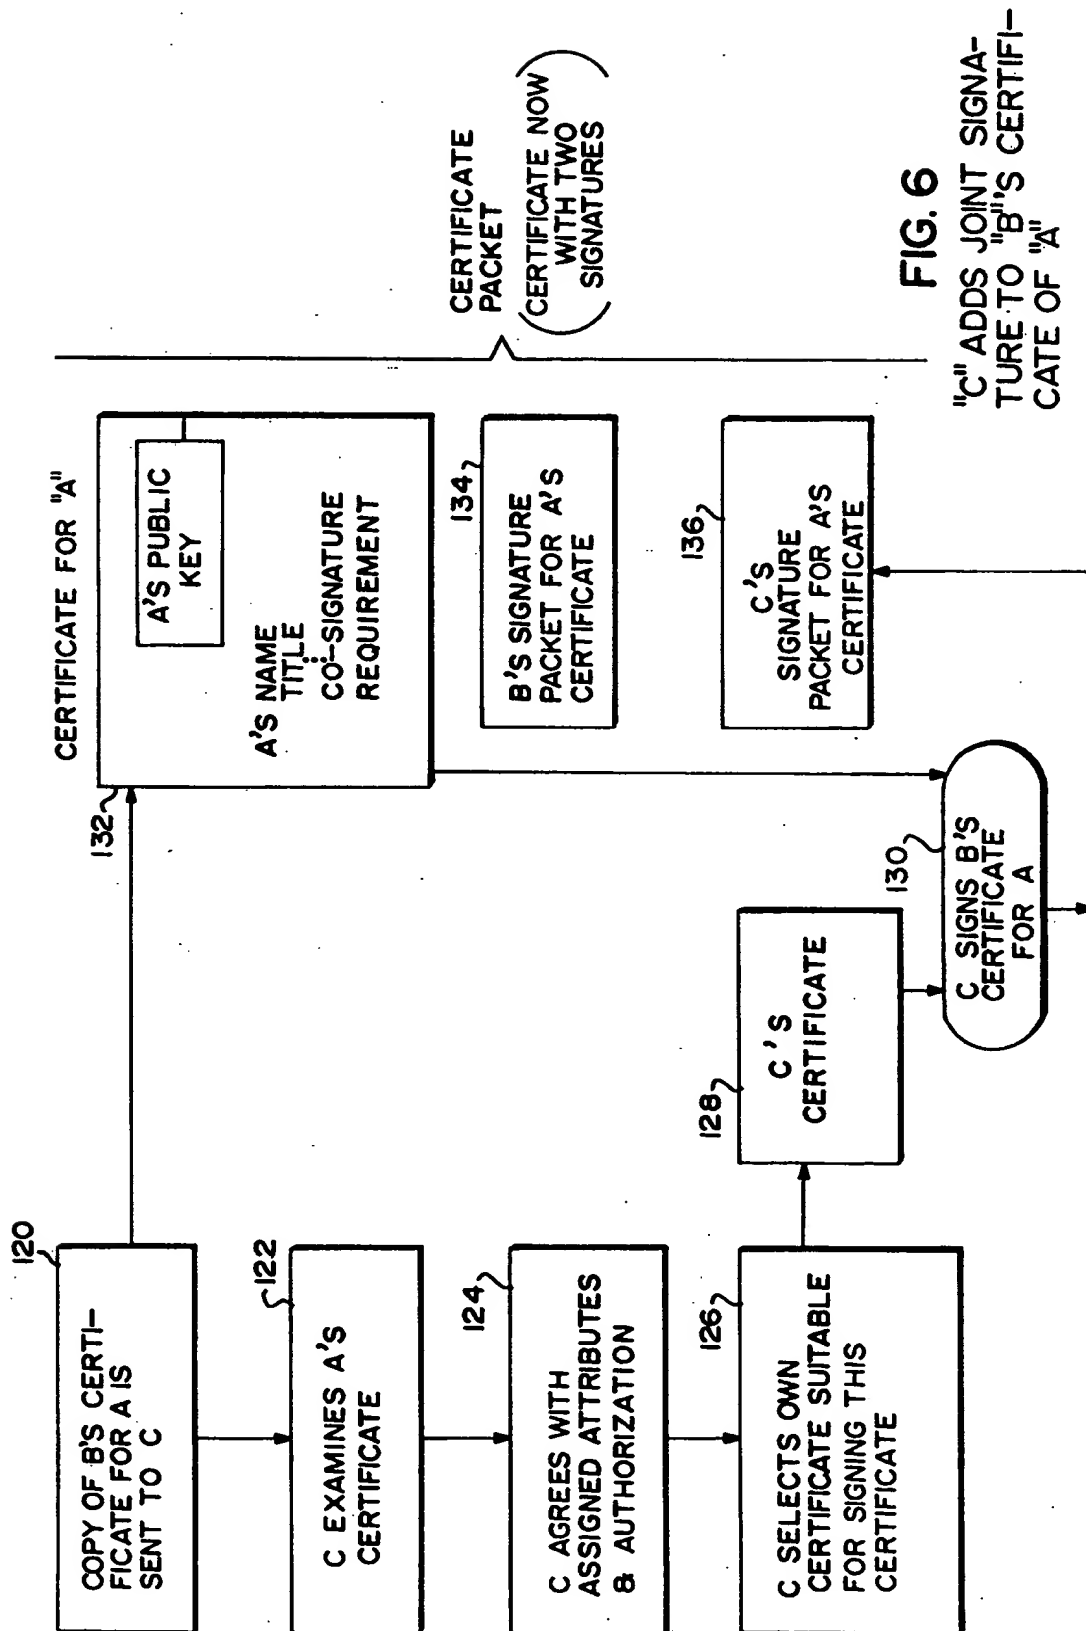 120
COPY OF B'S CERTI-
FICATE FOR A IS
SENT TO C
122
C EXAMINES A'S
CERTIFICATE
124
C AGREES WITH
ASSIGNED ATTRIBUTES
& AUTHORIZATION
126
C SELECTS OWN
CERTIFICATE SUITABLE
FOR SIGNING THIS
CERTIFICATE
128
C'S
CERTIFICATE
130
C SIGNS B'S
CERTIFICATE
FOR A
CERTIFICATE FOR "A"
132
A'S PUBLIC
KEY
A'S NAME
TITLE
CO-SIGNATURE
REQUIREMENT
134
B'S SIGNATURE
PACKET FOR A'S
CERTIFICATE
136
C'S
SIGNATURE
PACKET FOR A'S
CERTIFICATE
CERTIFICATE
PACKET
(CERTIFICATE NOW
WITH TWO
SIGNATURES)
FIG. 6
"C" ADDS JOINT SIGNA-
TURE TO "B"'S CERTIFI-
CATE OF "A"